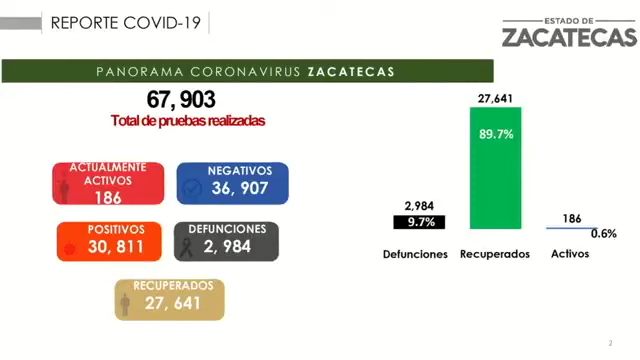 REPORTE COVID-19
ESTADO DE
ZACATECAS
PANORAMA CORONAVIRUS ZACATECAS
67, 903
Total de pruebas realizadas
ACTUALMENTE
ACTIVOS
186
NEGATIVOS
36, 907
POSITIVOS
30, 811
DEFUNCIONES
2, 984
RECUPERADOS
27, 641
27,641
89.7%
2,984
9.7%
186
0.6%
Defunciones Recuperados Activos
2